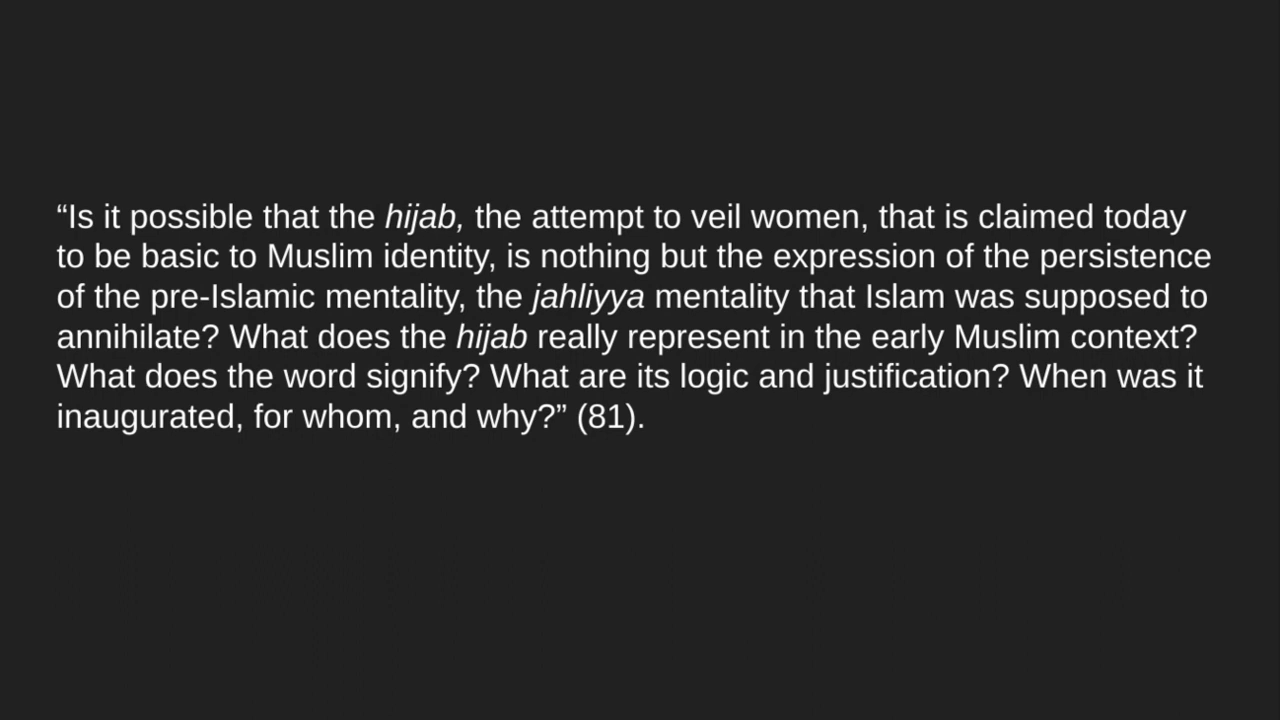 “Is it possible that the hijab, the attempt to veil women, that is claimed today
to be basic to Muslim identity, is nothing but the expression of the persistence
of the pre-Islamic mentality, the jahliyya mentality that Islam was supposed to
annihilate? What does the hijab really represent in the early Muslim context?
What does the word signify? What are its logic and justification? When was it
inaugurated, for whom, and why?” (81).